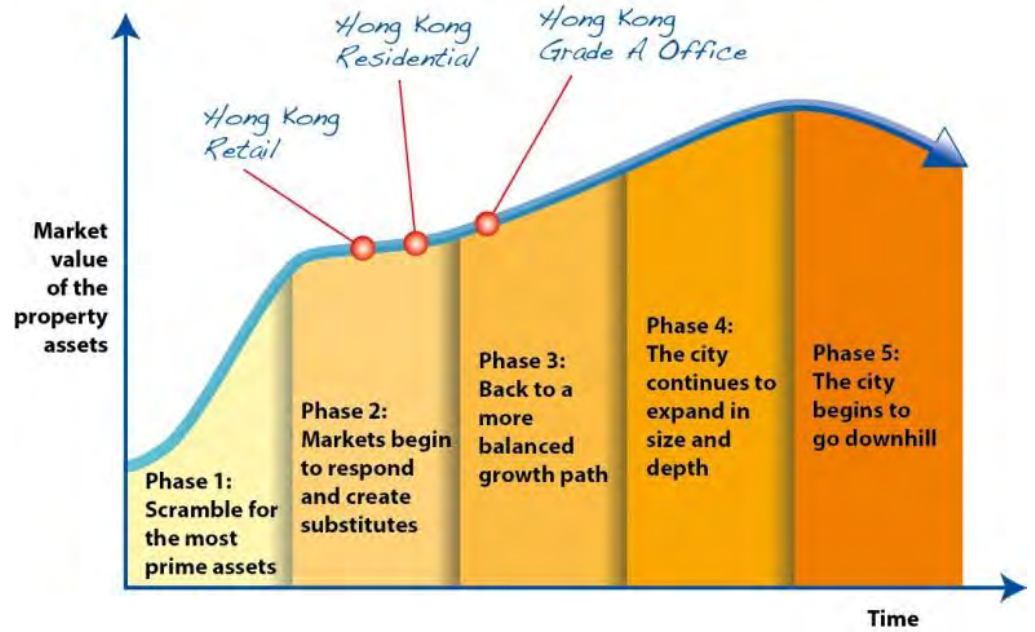 Hong Kong
Residential
Hong Kong
Grade A Office
Hong Kong
Retail
Market
value
of the
property
assets
Phase 1:
Scramble for
the most
prime assets
Phase 2:
Markets begin
to respond
and create
substitutes
Phase 3:
Back to a
more
balanced
growth path
Phase 4:
The city
continues to
expand in
size and
depth
Phase 5:
The city
begins to
go downhill
Time